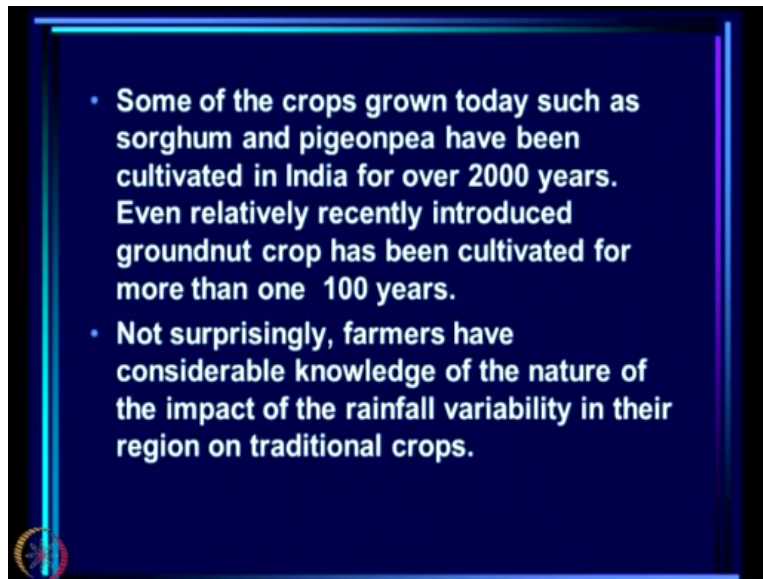 • Some of the crops grown today such as
sorghum and pigeonpea have been
cultivated in India for over 2000 years.
Even relatively recently introduced
groundnut crop has been cultivated for
more than one  100 years.
• Not surprisingly, farmers have
considerable knowledge of the nature of
the impact of the rainfall variability in their
region on traditional crops.